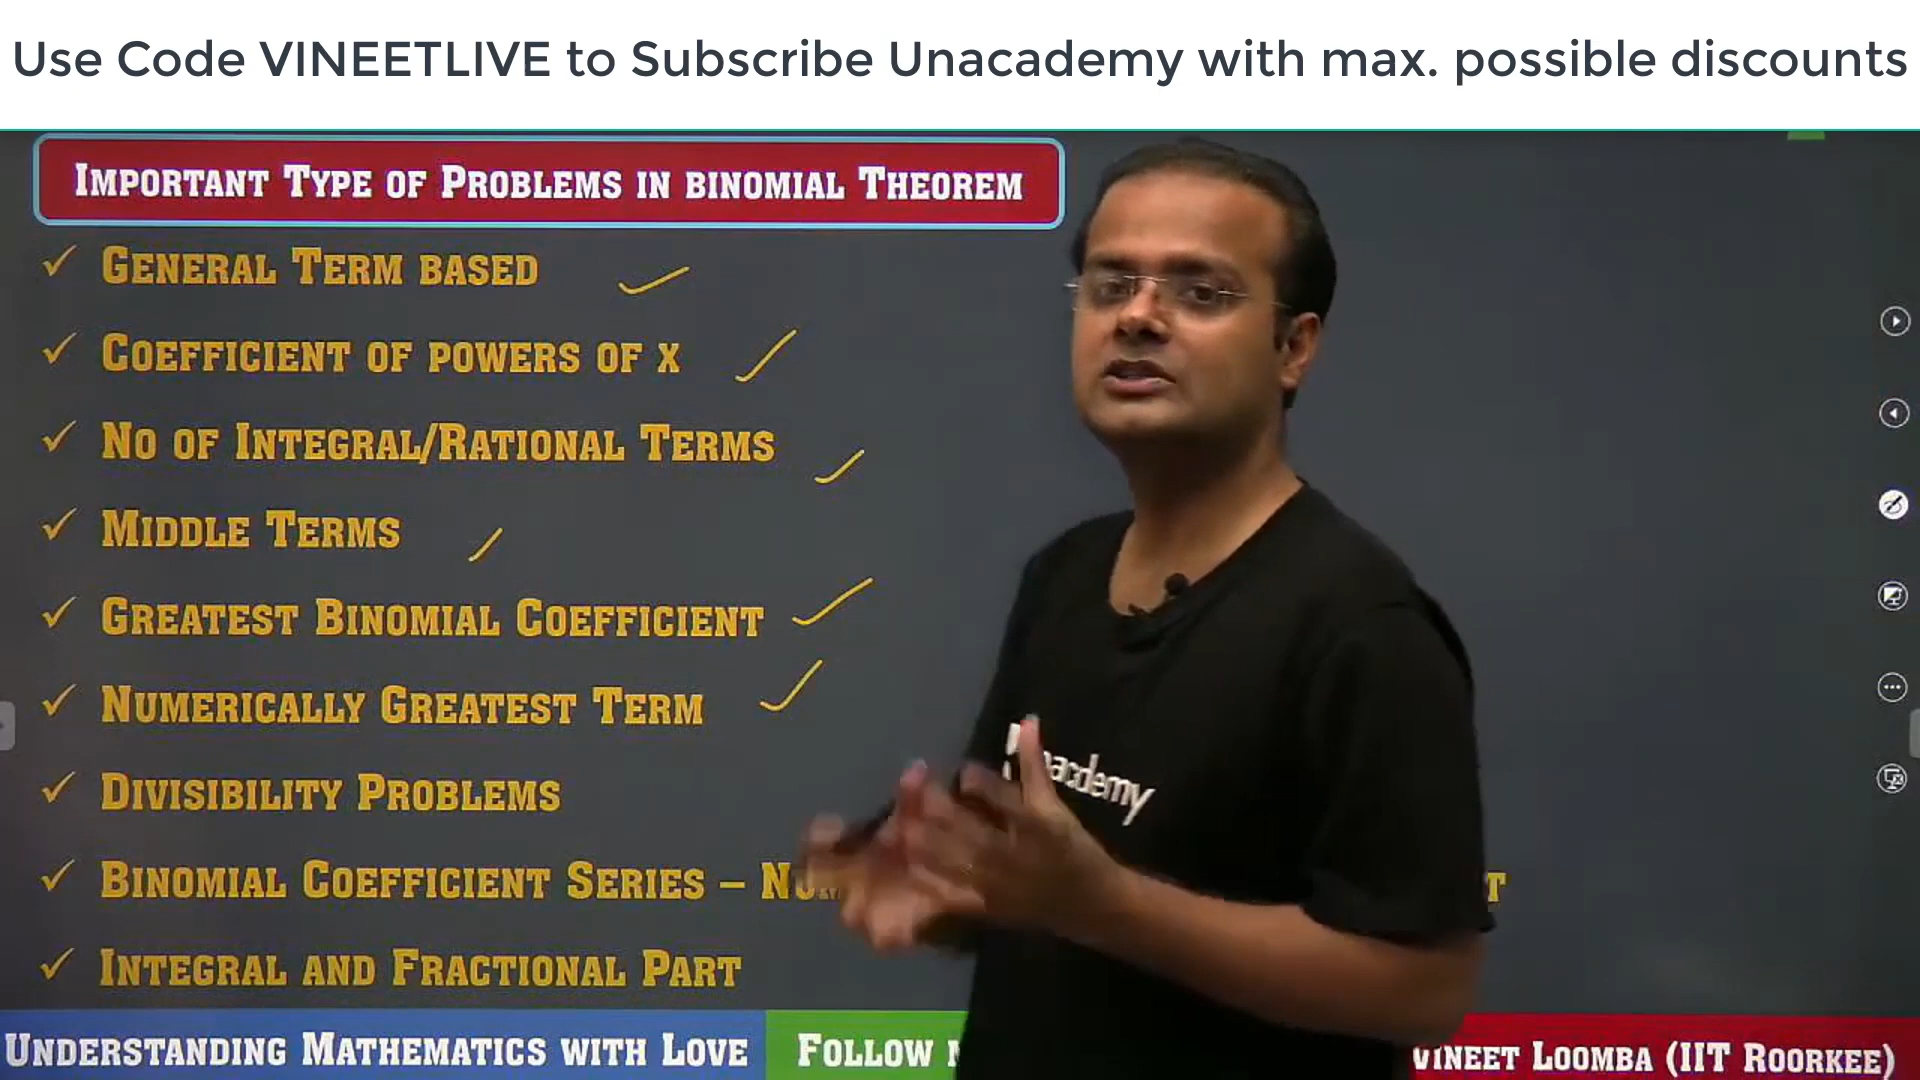 Use Code VINEETLIVE to Subscribe Unacademy with max. possible discounts
IMPORTANT TYPE OF PROBLEMS IN BINOMIAL THEOREM
✓ GENERAL TERM BASED
✓ COEFFICIENT OF POWERS OF X
✓ NO OF INTEGRAL/RATIONAL TERMS
✓ MIDDLE TERMS
✓ GREATEST BINOMIAL COEFFICIENT
✓ NUMERICALLY GREATEST TERM
✓ DIVISIBILITY PROBLEMS
✓ BINOMIAL COEFFICIENT SERIES –
✓ INTEGRAL AND FRACTIONAL PART
UNDERSTANDING MATHEMATICS WITH LOVE
FOLLOW
VINEET LOOMBA (IIT ROORKEE)